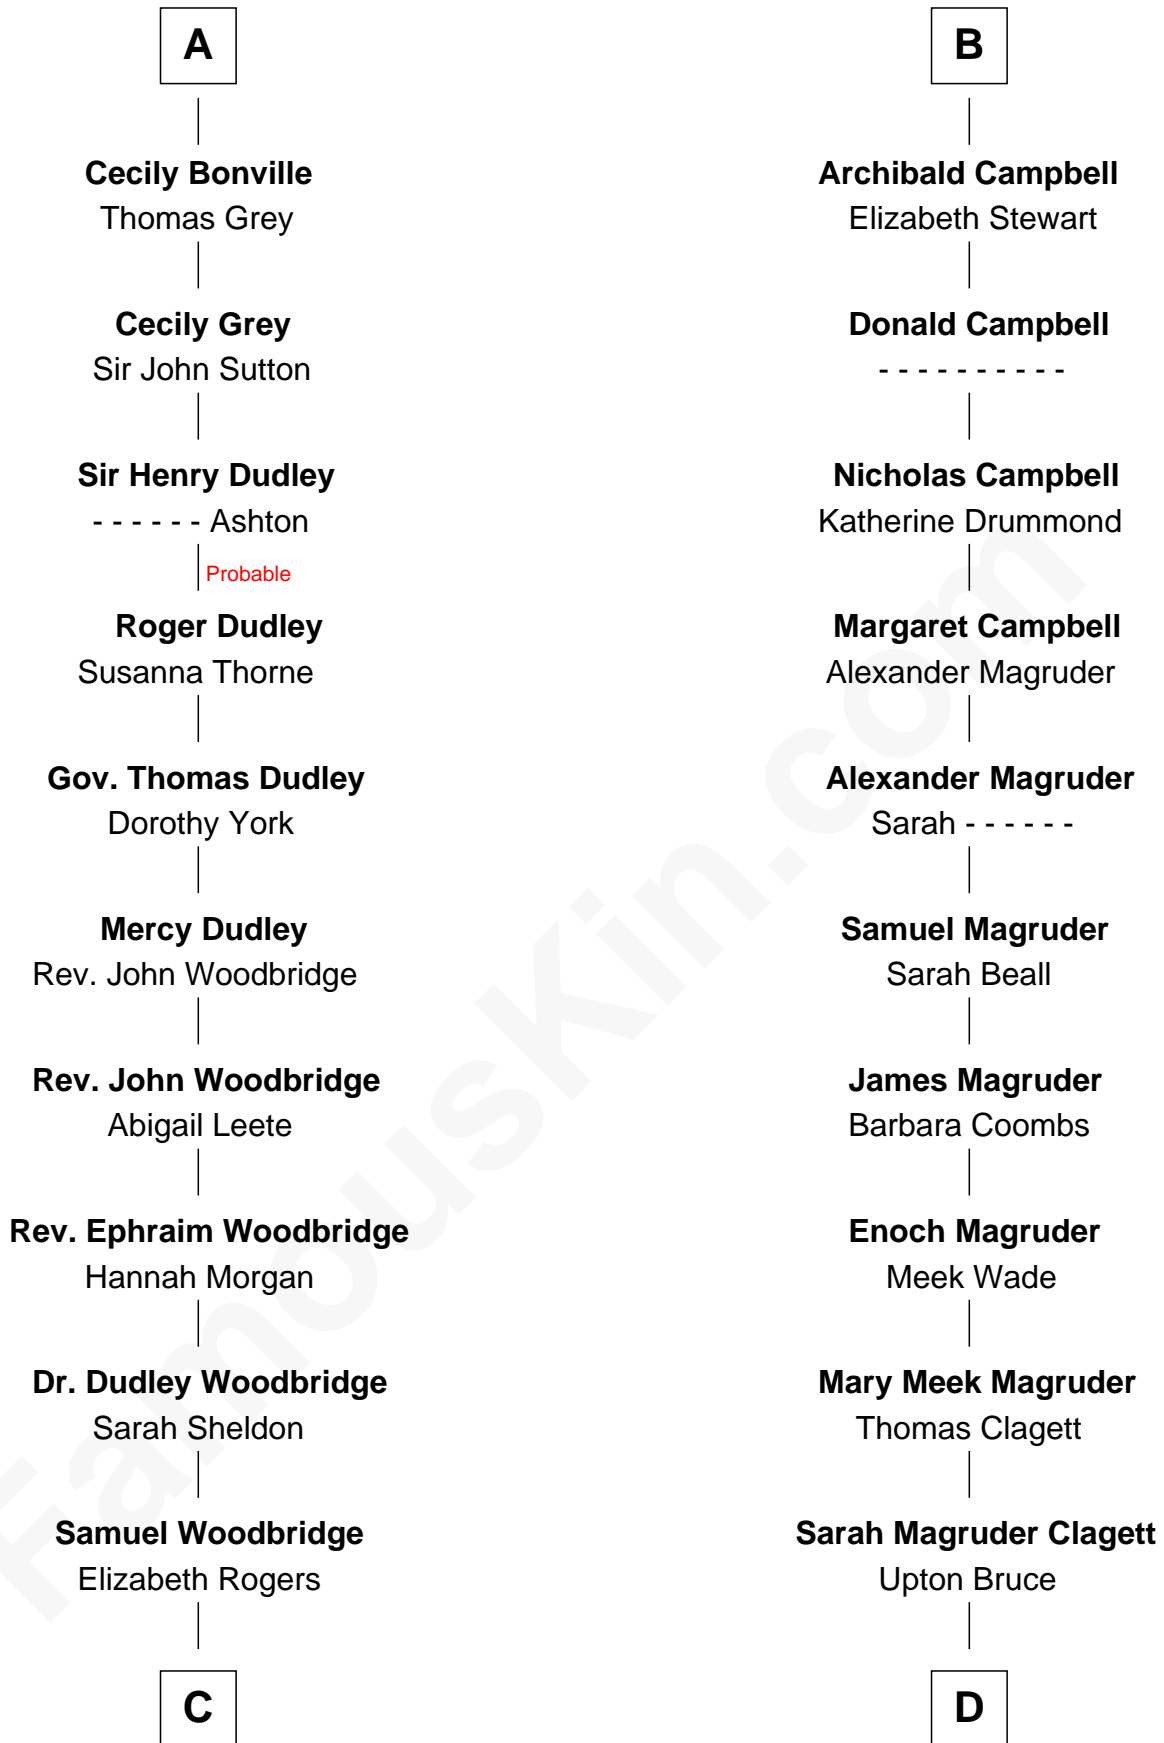 A
Cecily Bonville
Thomas Grey
Cecily Grey
Sir John Sutton
Sir Henry Dudley
- - - - - - Ashton
Probable
Roger Dudley
Susanna Thorne
Gov. Thomas Dudley
Dorothy York
Mercy Dudley
Rev. John Woodbridge
Rev. John Woodbridge
Abigail Leete
Rev. Ephraim Woodbridge
Hannah Morgan
Dr. Dudley Woodbridge
Sarah Sheldon
Samuel Woodbridge
Elizabeth Rogers
C
B
Archibald Campbell
Elizabeth Stewart
Donald Campbell
- - - - - - - - - -
Nicholas Campbell
Katherine Drummond
Margaret Campbell
Alexander Magruder
Alexander Magruder
Sarah - - - - - -
Samuel Magruder
Sarah Beall
James Magruder
Barbara Coombs
Enoch Magruder
Meek Wade
Mary Meek Magruder
Thomas Clagett
Sarah Magruder Clagett
Upton Bruce
D
FamousKin.com